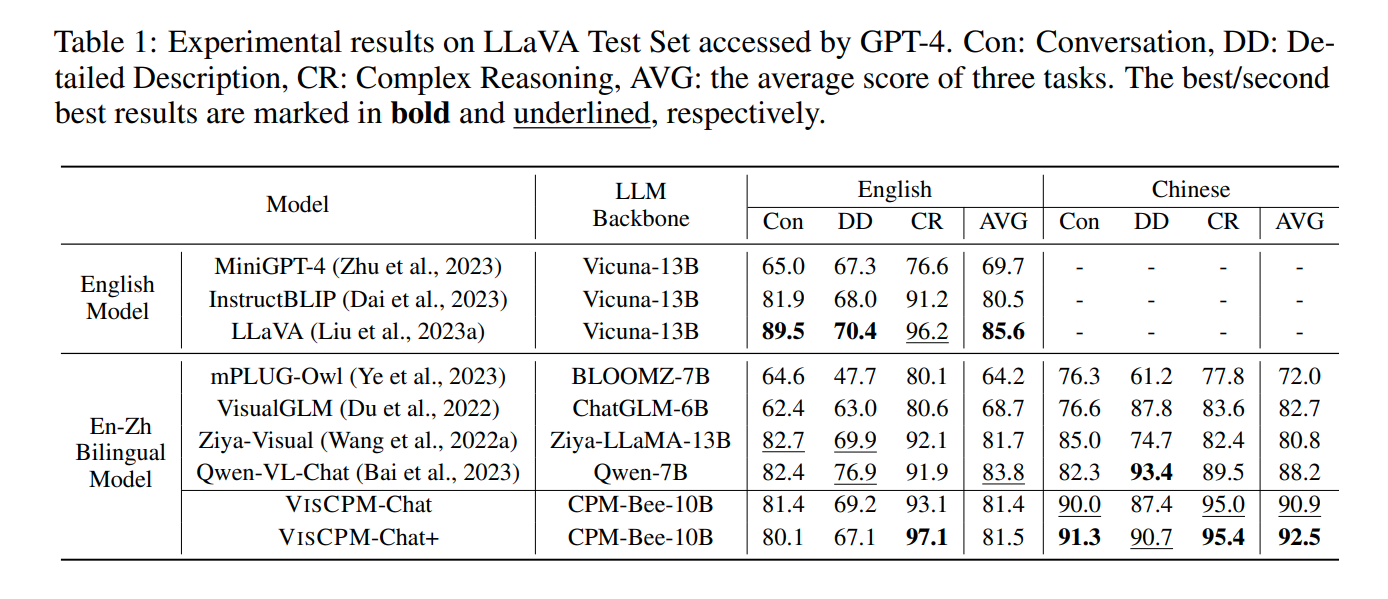 Table 1: Experimental results on LLaVA Test Set accessed by GPT-4. Con: Conversation, DD: De-
tailed Description, CR: Complex Reasoning, AVG: the average score of three tasks. The best/second
best results are marked in bold and underlined, respectively.
Model LLM Backbone English Chinese
Con DD CR AVG Con DD CR AVG
English Model
MiniGPT-4 (Zhu et al., 2023) Vicuna-13B 65.0 67.3 76.6 69.7 - - - -
InstructBLIP (Dai et al., 2023) Vicuna-13B 81.9 68.0 91.2 80.5 - - - -
LLaVA (Liu et al., 2023a) Vicuna-13B 89.5 70.4 96.2 85.6 - - - -
En-Zh Bilingual Model
mPLUG-Owl (Ye et al., 2023) BLOOMZ-7B 64.6 47.7 80.1 64.2 76.3 61.2 77.8 72.0
VisualGLM (Du et al., 2022) ChatGLM-6B 62.4 63.0 80.6 68.7 76.6 87.8 83.6 82.7
Ziya-Visual (Wang et al., 2022a) Ziya-LLaMA-13B 82.7 69.9 92.1 81.7 85.0 74.7 82.4 80.8
Qwen-VL-Chat (Bai et al., 2023) Qwen-7B 82.4 76.9 91.9 83.8 82.3 93.4 89.5 88.2
VISCPM-Chat CPM-Bee-10B 81.4 69.2 93.1 81.4 90.0 87.4 95.0 90.9
VISCPM-Chat+ CPM-Bee-10B 80.1 67.1 97.1 81.5 91.3 90.7 95.4 92.5